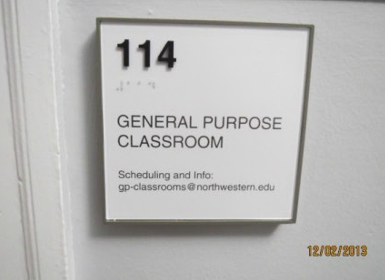 114
GENERAL PURPOSE
CLASSROOM
Scheduling and Info:
gp-classrooms@northwestern.edu
12/02/2013